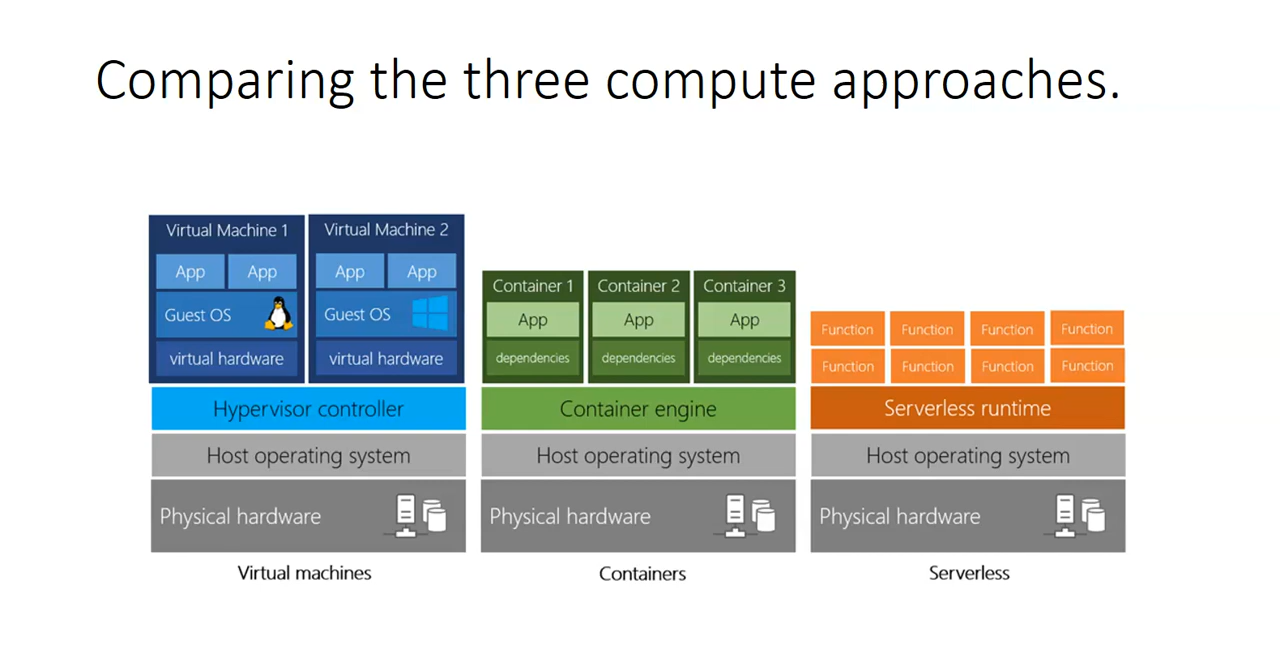 Comparing the three compute approaches.
Virtual Machine 1
App App
Guest OS
virtual hardware
Virtual Machine 2
App App
Guest OS
virtual hardware
Hypervisor controller
Host operating system
Physical hardware
Virtual machines
Container 1
App
dependencies
Container 2
App
dependencies
Container 3
App
dependencies
Container engine
Host operating system
Physical hardware
Containers
Function Function Function Function
Function Function Function Function
Serverless runtime
Host operating system
Physical hardware
Serverless